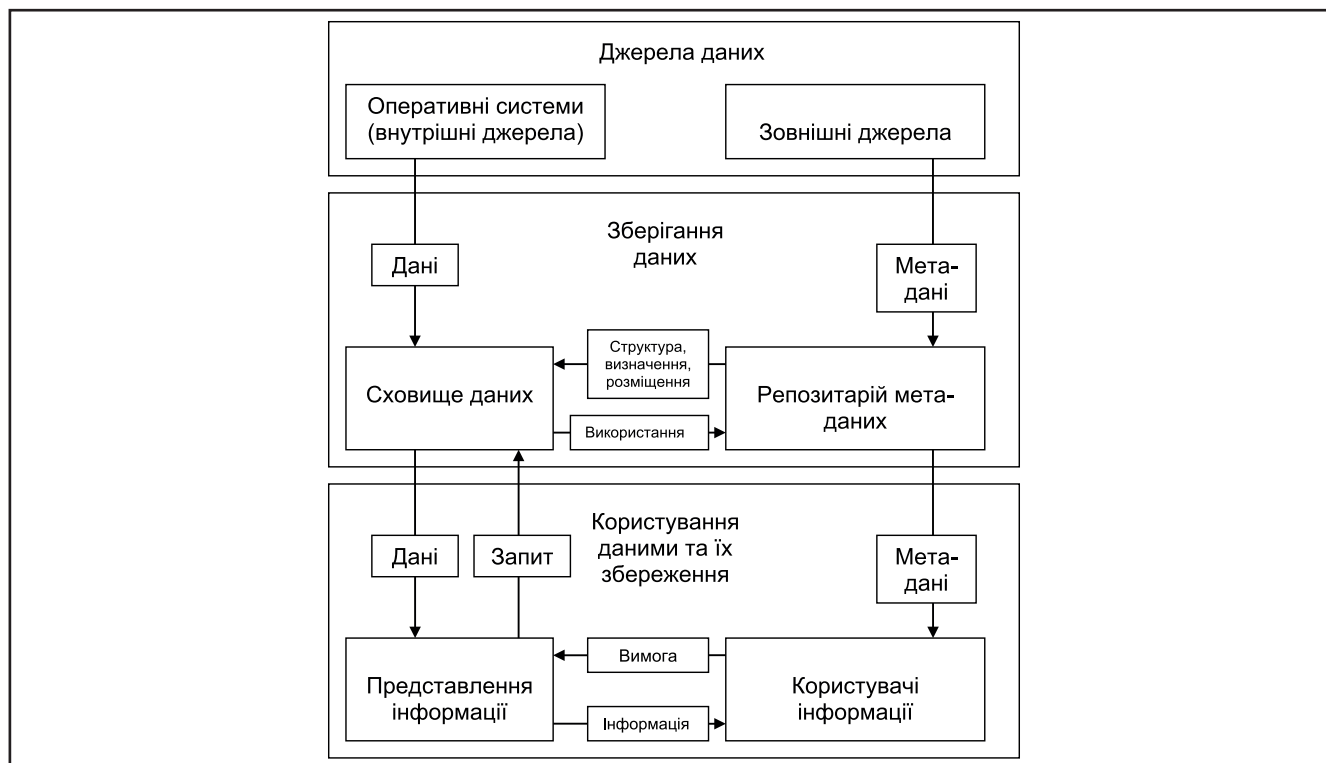 Джерела даних
Оперативні системи
(внутрішні джерела)
Зовнішні джерела
Зберігання
даних
Дані
Мета-
дані
Структура,
визначення,
розміщення
Сховище даних
Репозитарій мета-
даних
Використання
Користування
даними та їх
збереження
Дані
Запит
Мета-
дані
Вимога
Представлення
інформації
Користувачі
інформації
Інформація